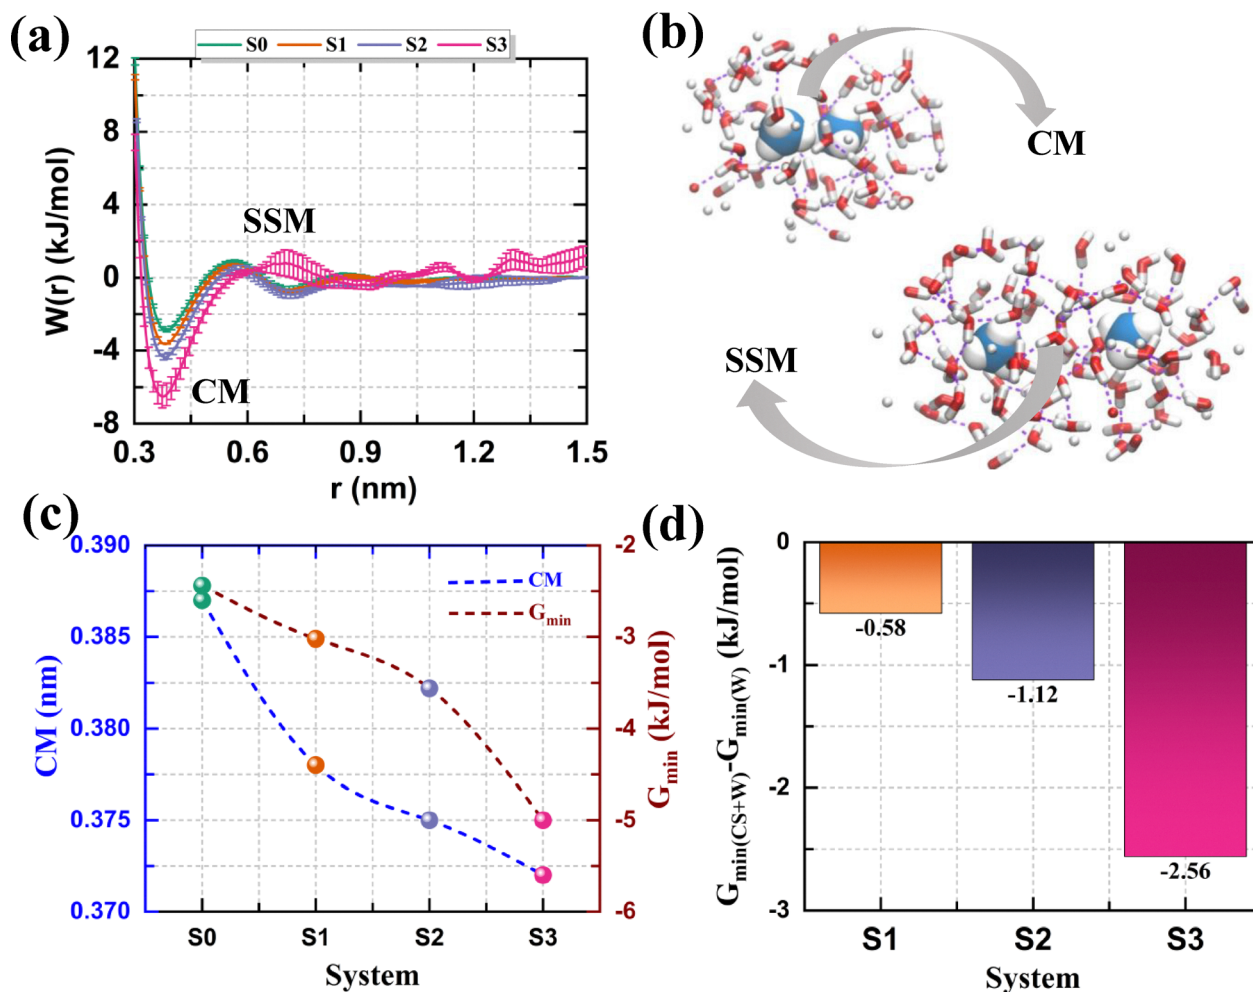 (a)
S0 S1 S2 S3
12
8
4
0
-4
-8
W(r) (kJ/mol)
SSM
CM
0.3 0.6 0.9 1.2 1.5
r (nm)
(b)
CM
SSM
(c)
0.390
0.385
0.380
0.375
0.370
CM (nm)
CM
Gmin
-2
-3
-4
-5
-6
Gmin (kJ/mol)
S0 S1 S2 S3
System
(d)
0
-1
-2
-3
Gmin(CS+W)-Gmin(W) (kJ/mol)
-0.58
-1.12
-2.56
S1 S2 S3
System